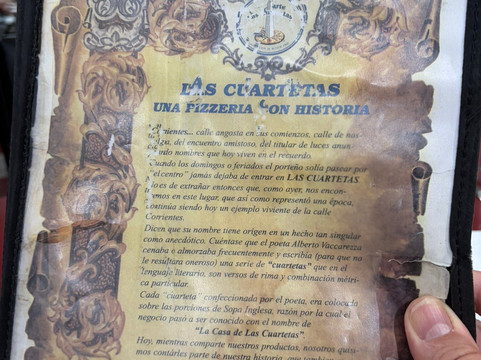 LAS CUARTETAS
UNA PIZZERIA CON HISTORIA
calle angosta en sus comienzos, calle de nos-
del encuentro amistoso, del titular de luces anun-
nombres que hoy viven en el recuerdo.
Cuando los domingos o feriados el porteño solía pasear por
"el centro" jamás dejaba de entrar en LAS CUARTETAS
es de extrañar entonces que, como ayer, nos encon-
tremos en este lugar, que así como representó una época,
continúa siendo hoy un ejemplo viviente de la calle
Corrientes.
Dicen que su nombre tiene origen en un hecho tan singular
como anecdótico. Cuéntase que el poeta Alberto Vaccarezza
cenaba o almorzaba frecuentemente y escribía (para que no
le resultara oneroso) una serie de "cuartetas" que en el
lenguaje literario, son versos de rima y combinación métri-
ca particular.
Cada "cuarteta" confeccionada por el poeta, era colocada
sobre las porciones de Sopa Inglesa, razón por la cual el
negocio pasó a ser conocido con el nombre de
"La Casa de Las Cuartetas"
Hoy, mientras comparte nuestros productos, nosotros quisi-
mos contarles parte de nuestra historia, que también